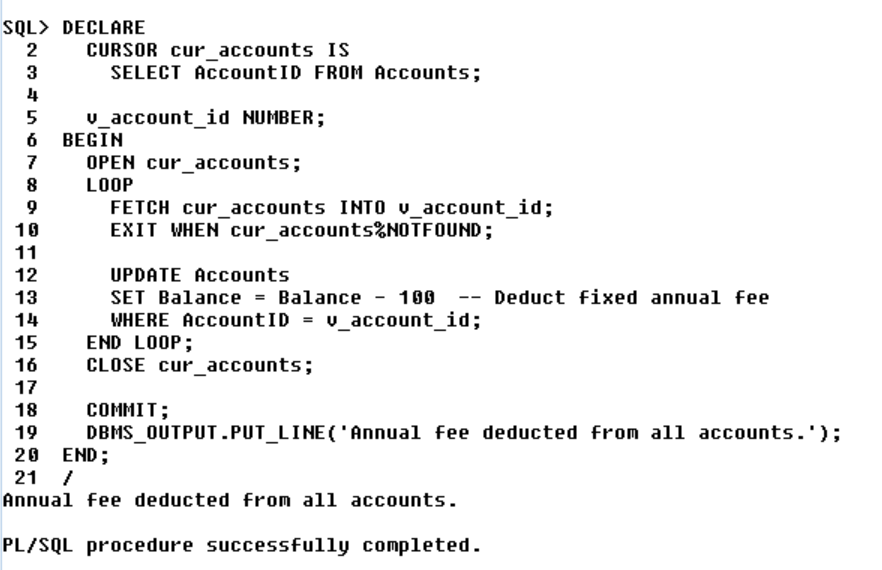 SQL> DECLARE
  2    CURSOR cur_accounts IS
  3      SELECT AccountID FROM Accounts;
  4
  5    v_account_id NUMBER;
  6  BEGIN
  7    OPEN cur_accounts;
  8    LOOP
  9      FETCH cur_accounts INTO v_account_id;
 10      EXIT WHEN cur_accounts%NOTFOUND;
 11
 12      UPDATE Accounts
 13      SET Balance = Balance - 100  -- Deduct fixed annual fee
 14      WHERE AccountID = v_account_id;
 15    END LOOP;
 16    CLOSE cur_accounts;
 17
 18    COMMIT;
 19    DBMS_OUTPUT.PUT_LINE('Annual fee deducted from all accounts.');
 20  END;
 21  /
Annual fee deducted from all accounts.

PL/SQL procedure successfully completed.